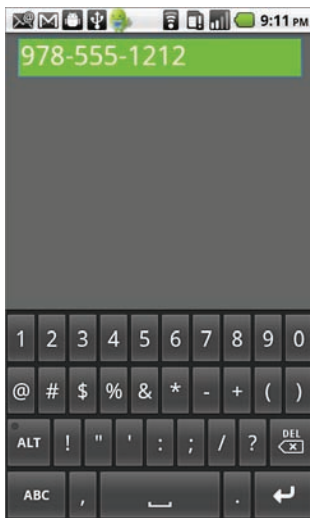 9:11 PM
978-555-1212
1 2 3 4 5 6 7 8 9 0
@ # $ % & * - + ( )
ALT ! " ' : ; / ? DEL
ABC , .